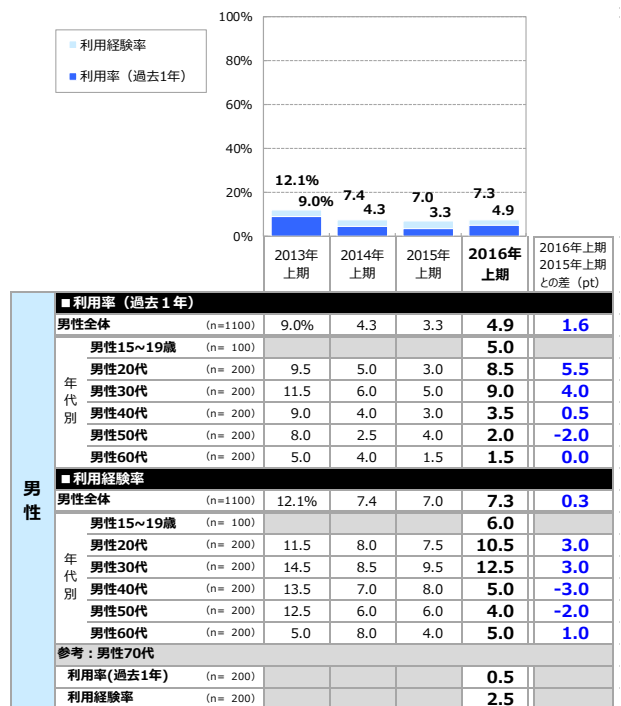 100%
利用経験率
利用率（過去1年）
80%
60%
40%
20%
0%
12.1%
9.0%
7.4
4.3
7.0
3.3
7.3
4.9
2013年 2014年 2015年 2016年 2016年上期
上期 上期 上期 上期 2015年上期
との差（pt）
男性
■利用率（過去１年）
男性全体 (n=1100) 9.0% 4.3 3.3 4.9 1.6
年代別
男性15~19歳 (n= 100) 5.0
男性20代 (n= 200) 9.5 5.0 3.0 8.5 5.5
男性30代 (n= 200) 11.5 6.0 5.0 9.0 4.0
男性40代 (n= 200) 9.0 4.0 3.0 3.5 0.5
男性50代 (n= 200) 8.0 2.5 4.0 2.0 -2.0
男性60代 (n= 200) 5.0 4.0 1.5 1.5 0.0
■利用経験率
男性全体 (n=1100) 12.1% 7.4 7.0 7.3 0.3
年代別
男性15~19歳 (n= 100) 6.0
男性20代 (n= 200) 11.5 8.0 7.5 10.5 3.0
男性30代 (n= 200) 14.5 8.5 9.5 12.5 3.0
男性40代 (n= 200) 13.5 7.0 8.0 5.0 -3.0
男性50代 (n= 200) 12.5 6.0 6.0 4.0 -2.0
男性60代 (n= 200) 5.0 8.0 4.0 5.0 1.0
参考：男性70代
利用率(過去1年) (n= 200) 0.5
利用経験率 (n= 200) 2.5